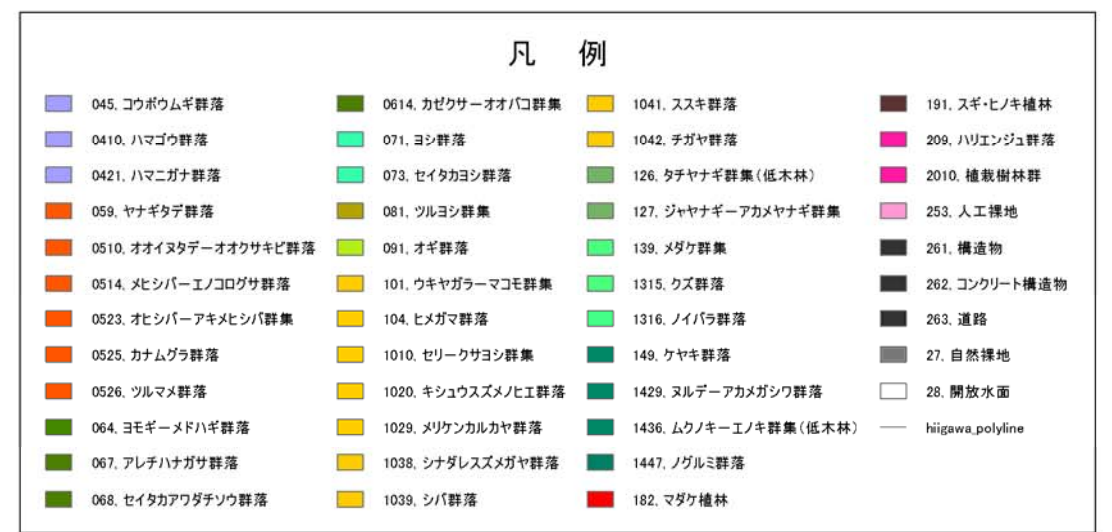 凡 例
045. コウボウムギ群落
0410. ハマゴウ群落
0421. ハマニガナ群落
059. ヤナギタデ群落
0510. オオイヌタデーオオクサキビ群落
0514. メヒシバーエノコログサ群落
0523. オヒシバーアキメヒシバ群集
0525. カナムグラ群落
0526. ツルマメ群落
064. ヨモギーメドハギ群落
067. アレチハナガサ群落
068. セイタカアワダチソウ群落
0614. カゼクサーオオバコ群集
071. ヨシ群落
073. セイタカヨシ群落
081. ツルヨシ群集
091. オギ群落
101. ウキヤガラーマコモ群集
104. ヒメガマ群落
1010. セリークサヨシ群集
1020. キシュウスズメノヒエ群落
1029. メリケンカルカヤ群落
1038. シナダレスズメガヤ群落
1039. シバ群落
1041. ススキ群落
1042. チガヤ群落
126. タチヤナギ群集(低木林)
127. ジャヤナギーアカメヤナギ群集
139. メダケ群集
1315. クズ群落
1316. ノイバラ群落
149. ケヤキ群落
1429. ヌルデーアカメガシワ群落
1436. ムクノキーエノキ群集(低木林)
1447. ノグルミ群落
182. マダケ植林
191. スギ・ヒノキ植林
209. ハリエンジュ群落
2010. 植栽樹林群
253. 人工裸地
261. 構造物
262. コンクリート構造物
263. 道路
27. 自然裸地
28. 開放水面
hiigawa_polyline